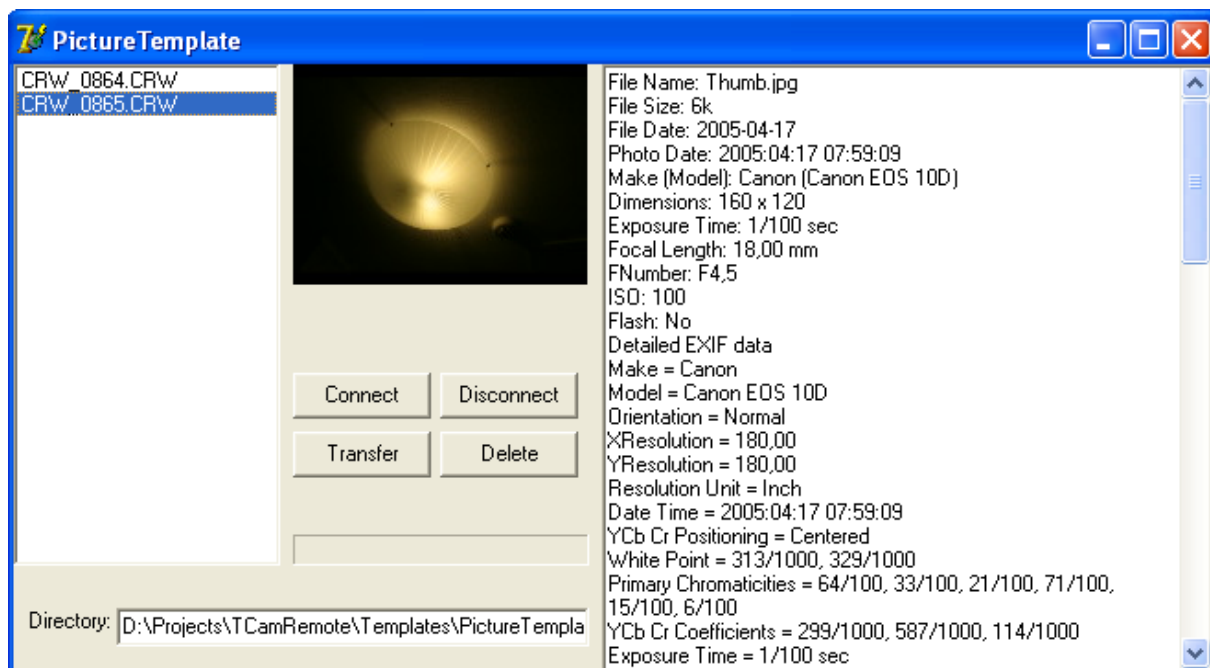 PictureTemplate
CRW_0864.CRW
CRW_0865.CRW
Connect
Disconnect
Transfer
Delete
Directory:
D:\Projects\TCamRemote\Templates\PictureTempla
File Name: Thumb.jpg
File Size: 6k
File Date: 2005-04-17
Photo Date: 2005:04:17 07:59:09
Make (Model): Canon (Canon EOS 10D)
Dimensions: 160 x 120
Exposure Time: 1/100 sec
Focal Length: 18,00 mm
FNumber: F4,5
ISO: 100
Flash: No
Detailed EXIF data
Make = Canon
Model = Canon EOS 10D
Orientation = Normal
XResolution = 180,00
YResolution = 180,00
Resolution Unit = Inch
Date Time = 2005:04:17 07:59:09
YCb Cr Positioning = Centered
White Point = 313/1000, 329/1000
Primary Chromaticities = 64/100, 33/100, 21/100, 71/100,
15/100, 6/100
YCb Cr Coefficients = 299/1000, 587/1000, 114/1000
Exposure Time = 1/100 sec